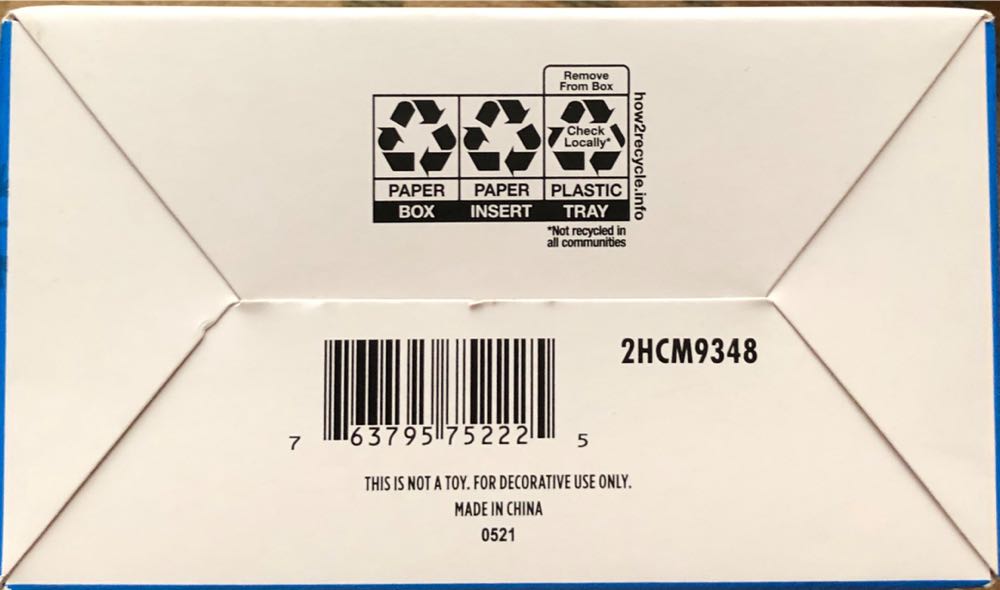 Remove
From Box
Check
Locally*
how2recycle.info
PAPER PAPER PLASTIC
BOX INSERT TRAY
*Not recycled in
all communities
2HCM9348
7 63795 75222 5
THIS IS NOT A TOY. FOR DECORATIVE USE ONLY.
MADE IN CHINA
0521